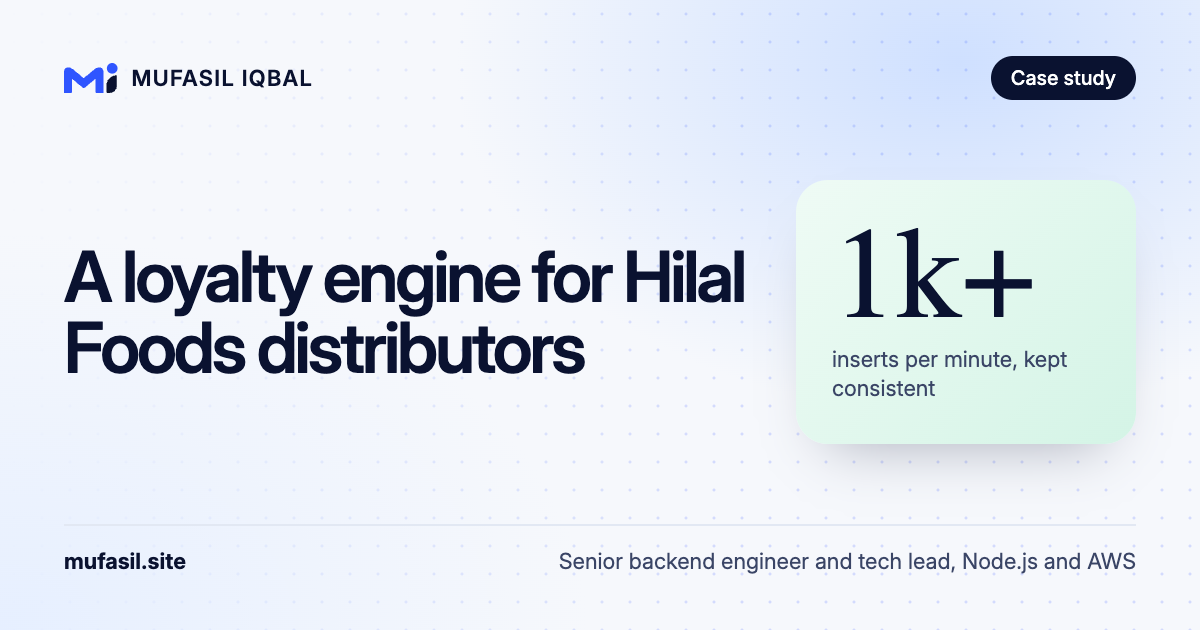 Mi MUFASIL IQBAL
Case study
A loyalty engine for Hilal
Foods distributors
1k+
inserts per minute, kept
consistent
mufasil.site
Senior backend engineer and tech lead, Node.js and AWS